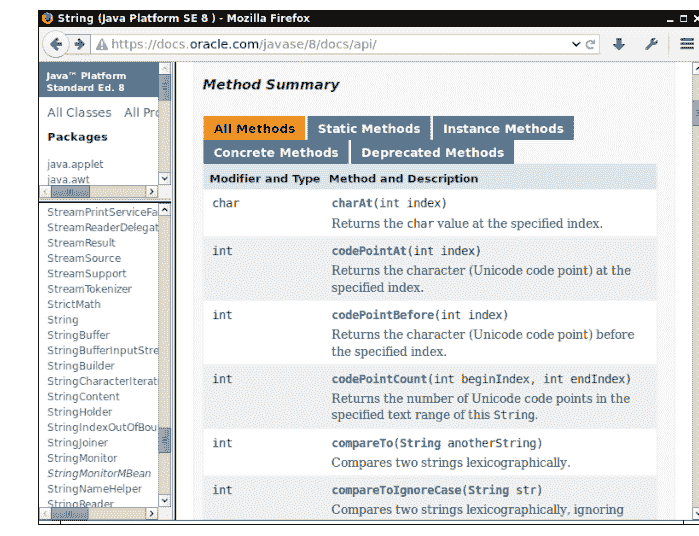 String (Java Platform SE 8 ) - Mozilla Firefox
https://docs.oracle.com/javase/8/docs/api/
Java™ Platform
Standard Ed. 8
All Classes All Pro
Packages
java.applet
java.awt
StreamPrintServiceFa
StreamReaderDelegat
StreamResult
StreamSource
StreamSupport
StreamTokenizer
StrictMath
String
StringBuffer
StringBufferInputStre
StringBuilder
StringCharacterIterat
StringContent
StringHolder
StringIndexOutOfBou
StringJoiner
StringMonitor
StringMonitorMBean
StringNameHelper
StringReader
Method Summary
All Methods Static Methods Instance Methods
Concrete Methods Deprecated Methods
Modifier and Type Method and Description
char charAt(int index)
Returns the char value at the specified index.
int codePointAt(int index)
Returns the character (Unicode code point) at the
specified index.
int codePointBefore(int index)
Returns the character (Unicode code point) before
the specified index.
int codePointCount(int beginIndex, int endIndex)
Returns the number of Unicode code points in the
specified text range of this String.
int compareTo(String anotherString)
Compares two strings lexicographically.
int compareToIgnoreCase(String str)
Compares two strings lexicographically, ignoring